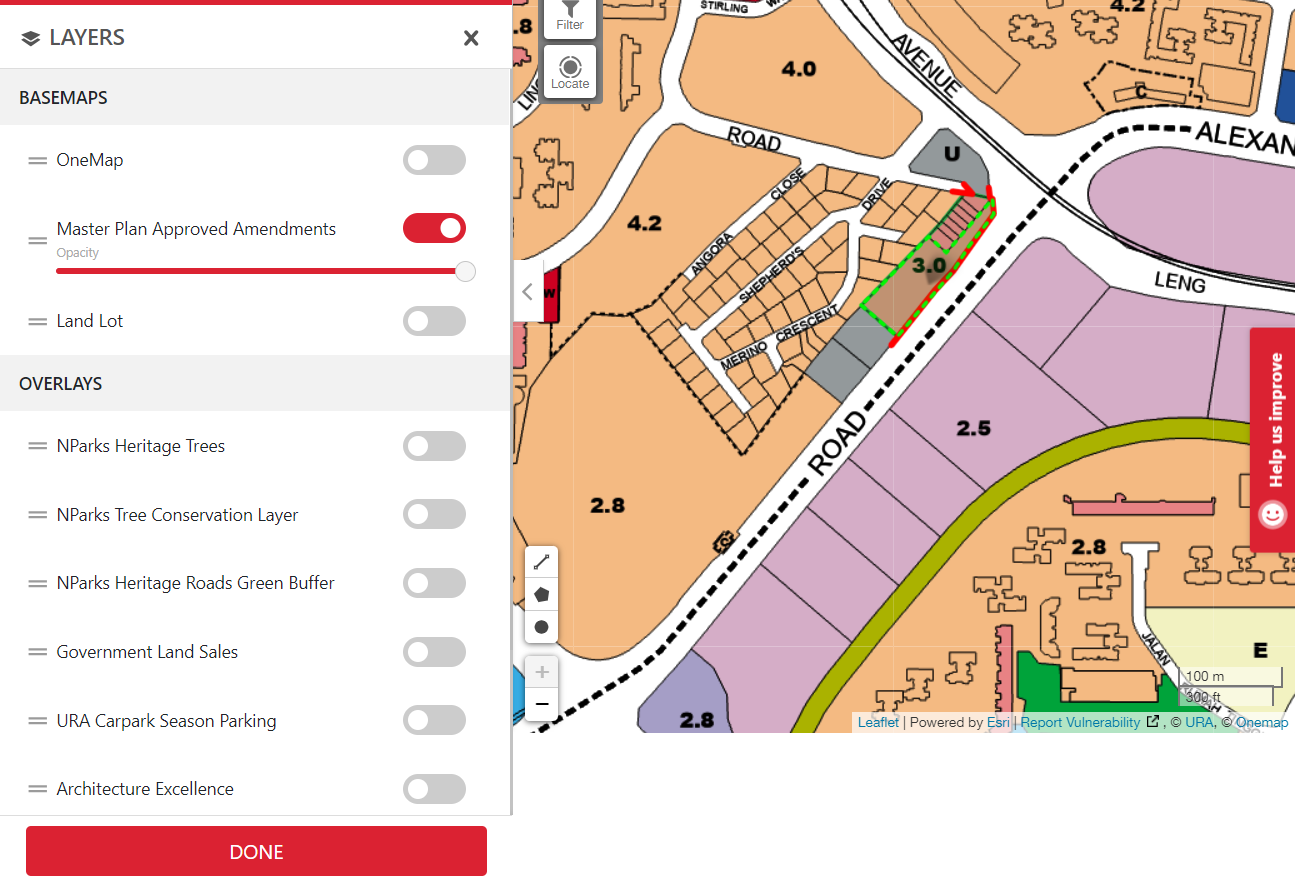 LAYERS
BASEMAPS
OneMap
Master Plan Approved Amendments
Opacity
Land Lot
OVERLAYS
NParks Heritage Trees
NParks Tree Conservation Layer
NParks Heritage Roads Green Buffer
Government Land Sales
URA Carpark Season Parking
Architecture Excellence
DONE
Filter
Locate
STIRLING
.8
4.2
4.0
AVENUE
C
LING
ROAD
U
ALEXAN
CLOSE
DRIVE
4.2
ANGORA
SHEPHERD'S
3.0
LENG
W
MERINO CRESCENT
Help us improve
ROAD
2.5
2.8
2.8
JALAN
E
2.8
100 m
300 ft
Leaflet | Powered by Esri | Report Vulnerability , © URA, © Onemap